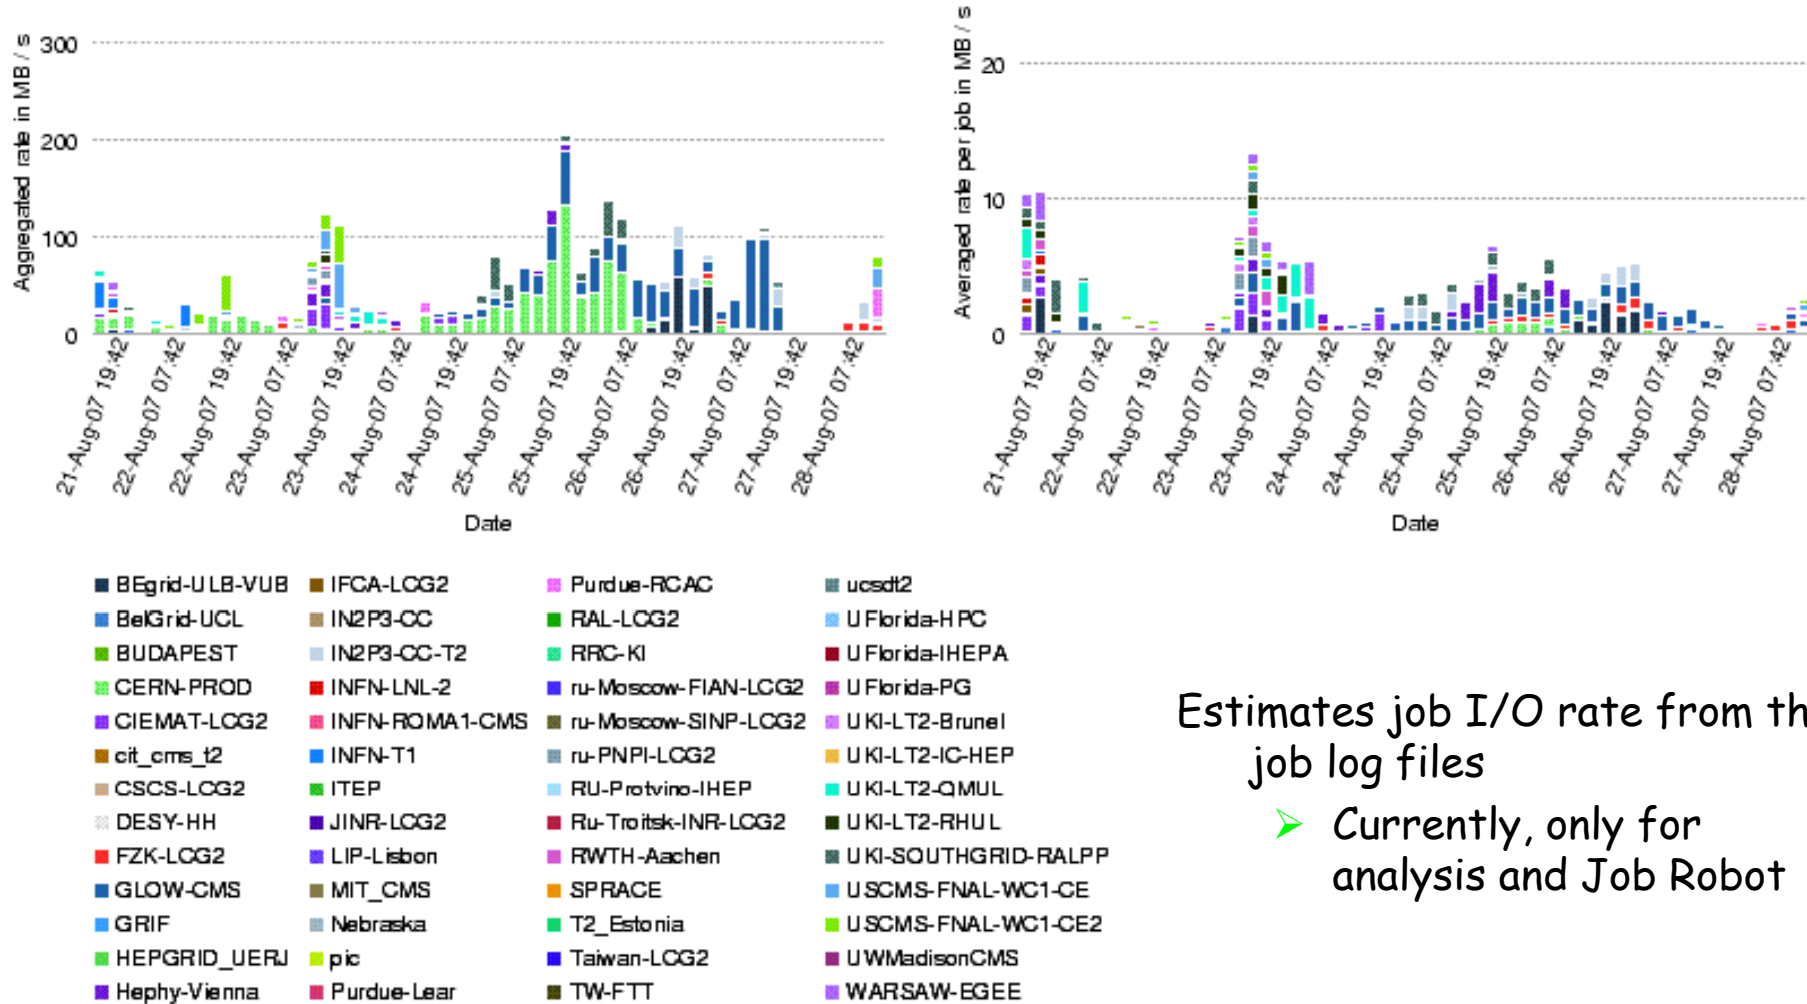 Aggregated rate in MB / s
300
200
100
0
21-Aug-07 19:42
22-Aug-07 07:42
22-Aug-07 19:42
23-Aug-07 07:42
23-Aug-07 19:42
24-Aug-07 07:42
24-Aug-07 19:42
25-Aug-07 07:42
25-Aug-07 19:42
26-Aug-07 07:42
26-Aug-07 19:42
27-Aug-07 07:42
27-Aug-07 19:42
28-Aug-07 07:42
Date
Averaged rate per job in MB / s
20
10
0
21-Aug-07 19:42
22-Aug-07 07:42
22-Aug-07 19:42
23-Aug-07 07:42
23-Aug-07 19:42
24-Aug-07 07:42
24-Aug-07 19:42
25-Aug-07 07:42
25-Aug-07 19:42
26-Aug-07 07:42
26-Aug-07 19:42
27-Aug-07 07:42
27-Aug-07 19:42
28-Aug-07 07:42
Date
BEgrid-ULB-VUB
BelGrid-UCL
BUDAPEST
CERN-PROD
CIEMAT-LCG2
cit_cms_t2
CSCS-LCG2
DESY-HH
FZK-LCG2
GLOW-CMS
GRIF
HEPGRID_UERJ
Hephy-Vienna
IFCA-LCG2
IN2P3-CC
IN2P3-CC-T2
INFN-LNL-2
INFN-ROMA1-CMS
INFN-T1
ITEP
JINR-LCG2
LIP-Lisbon
MIT_CMS
Nebraska
pic
Purdue-Lear
Purdue-RCAC
RAL-LCG2
RRC-KI
ru-Moscow-FIAN-LCG2
ru-Moscow-SINP-LCG2
ru-PNPI-LCG2
RU-Protvino-IHEP
Ru-Troitsk-INR-LCG2
RWTH-Aachen
SPRACE
T2_Estonia
Taiwan-LCG2
TW-FTT
ucsdt2
UFlorida-HPC
UFlorida-IHEPA
UFlorida-PG
UKI-LT2-Brunel
UKI-LT2-IC-HEP
UKI-LT2-QMUL
UKI-LT2-RHUL
UKI-SOUTHGRID-RALPP
USCMS-FNAL-WC1-CE
USCMS-FNAL-WC1-CE2
UWMadisonCMS
WARSAW-EGEE
Estimates job I/O rate from th
job log files
Currently, only for
analysis and Job Robot